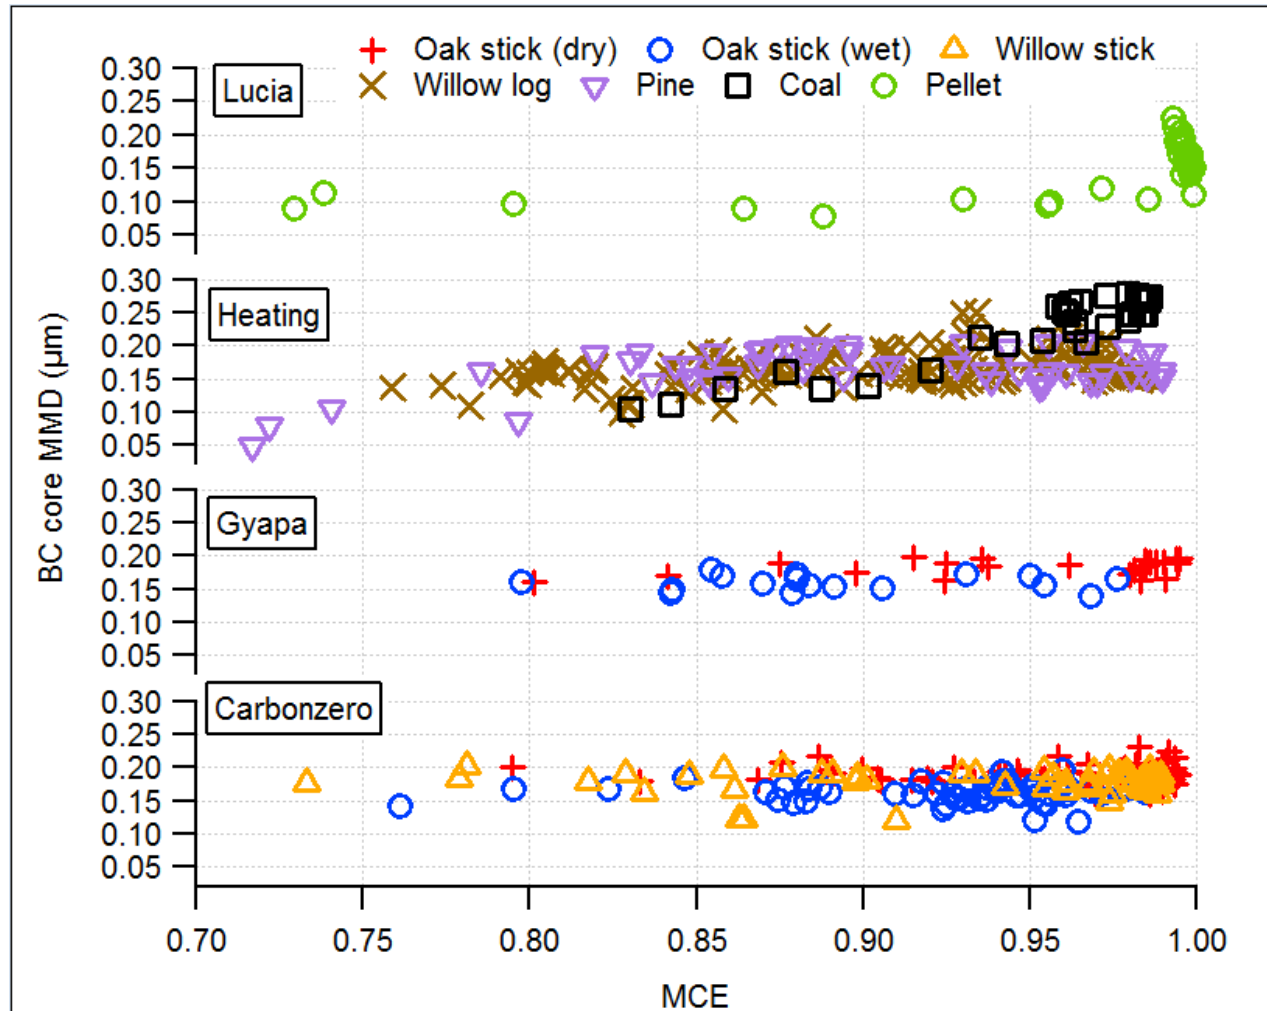 Oak stick (dry) Oak stick (wet) Willow stick
Willow log Pine Coal Pellet
BC core MMD (µm)
Lucia
0.30
0.25
0.20
0.15
0.10
0.05
Heating
0.30
0.25
0.20
0.15
0.10
0.05
Gyapa
0.30
0.25
0.20
0.15
0.10
0.05
Carbonzero
0.30
0.25
0.20
0.15
0.10
0.05
0.70 0.75 0.80 0.85 0.90 0.95 1.00
MCE